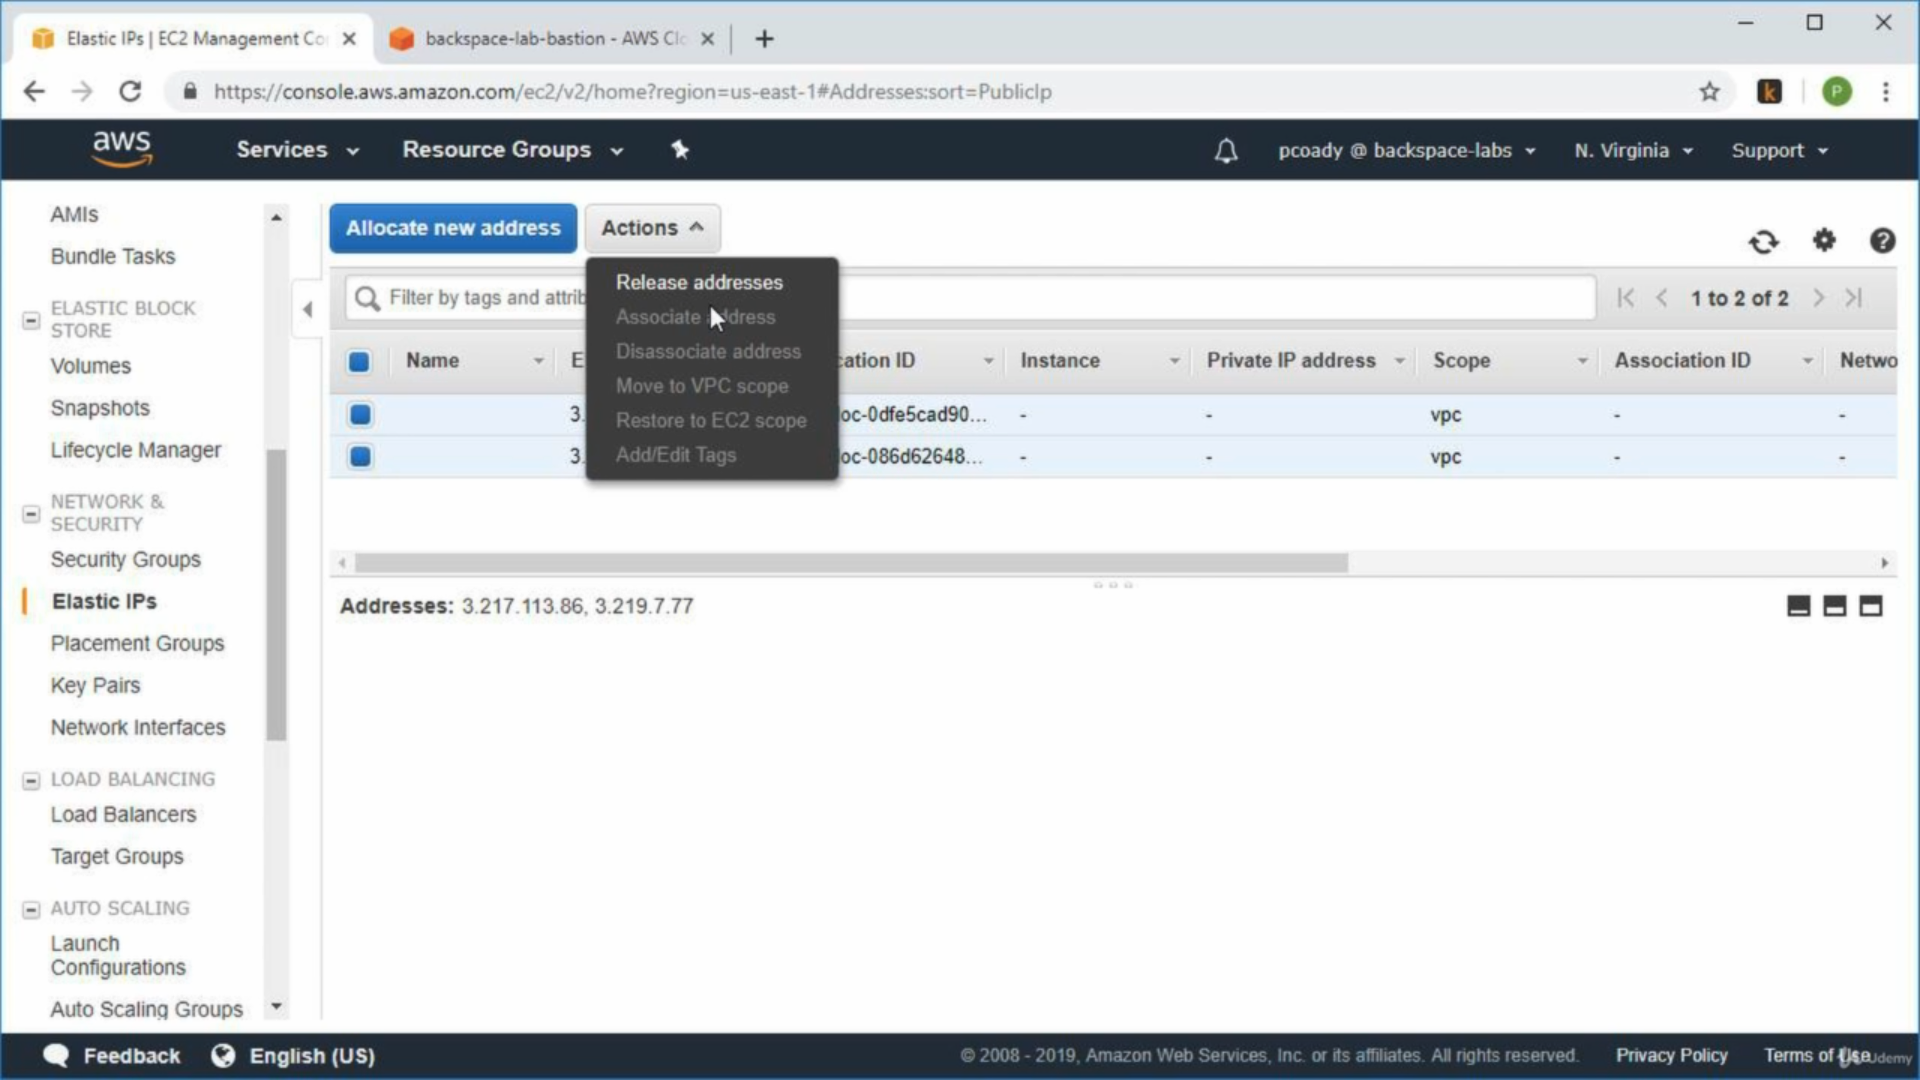 Elastic IPs | EC2 Management Co
backspace-lab-bastion - AWS Clo
https://console.aws.amazon.com/ec2/v2/home?region=us-east-1#Addresses:sort=PublicIp
k
P
aws
Services
Resource Groups
pcoady @ backspace-labs
N. Virginia
Support
AMIs
Bundle Tasks
ELASTIC BLOCK
STORE
Volumes
Snapshots
Lifecycle Manager
NETWORK &
SECURITY
Security Groups
Elastic IPs
Placement Groups
Key Pairs
Network Interfaces
LOAD BALANCING
Load Balancers
Target Groups
AUTO SCALING
Launch
Configurations
Auto Scaling Groups
Allocate new address
Actions
Release addresses
Associate address
Disassociate address
Move to VPC scope
Restore to EC2 scope
Add/Edit Tags
Filter by tags and attrib
1 to 2 of 2
Name E cation ID Instance Private IP address Scope Association ID Netwo
3. oc-0dfe5cad90... - - vpc - -
3. oc-086d62648... - - vpc - -
Addresses: 3.217.113.86, 3.219.7.77
Feedback
English (US)
© 2008 - 2019, Amazon Web Services, Inc. or its affiliates. All rights reserved.
Privacy Policy
Terms of Use
Udemy